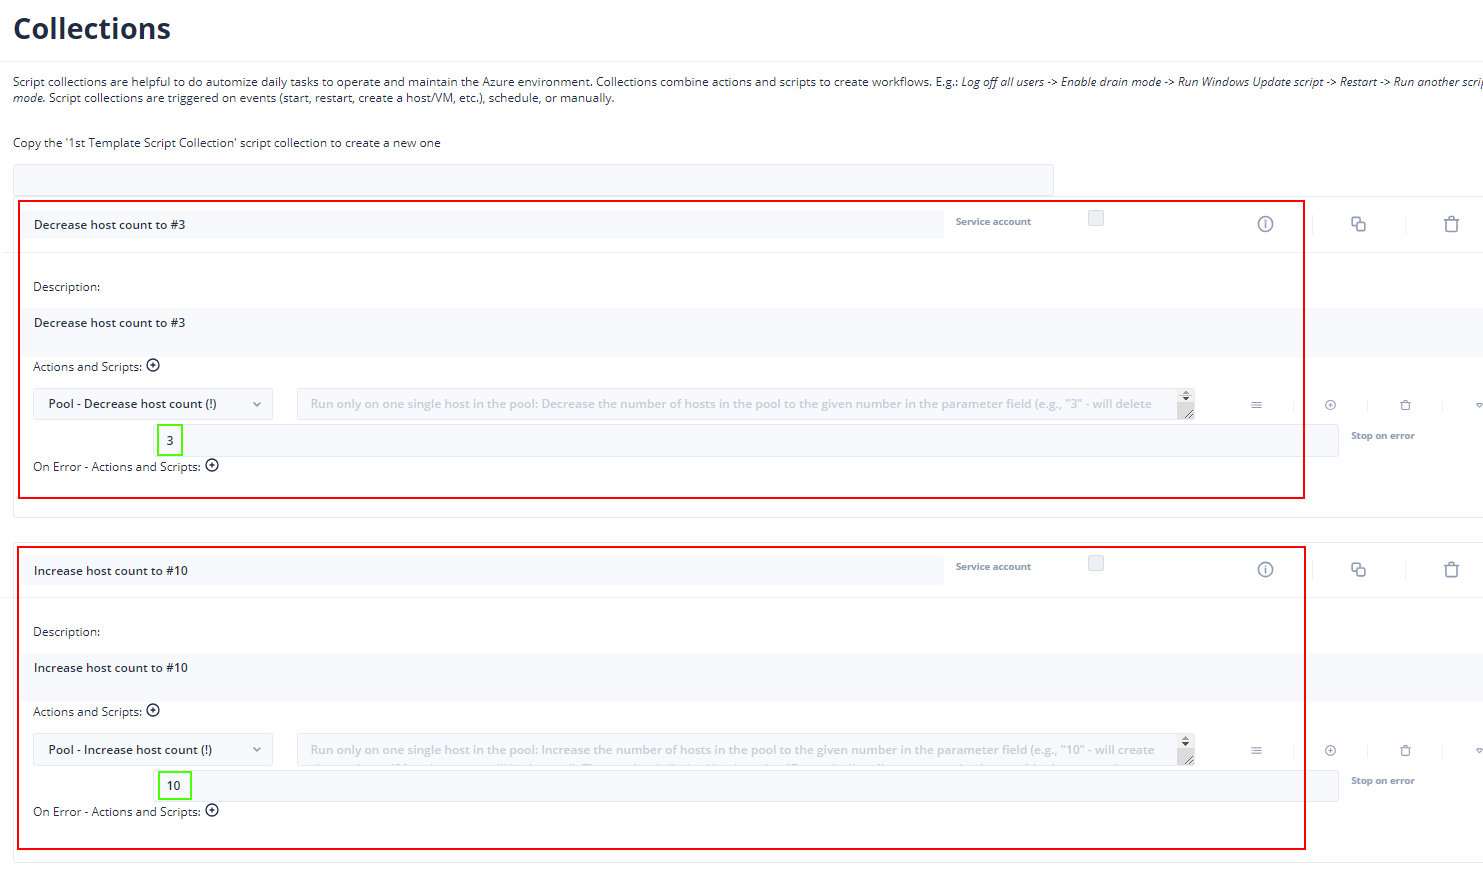 Collections
Script collections are helpful to do automize daily tasks to operate and maintain the Azure environment. Collections combine actions and scripts to create workflows. E.g.: Log off all users -> Enable drain mode -> Run Windows Update script -> Restart -> Run another
mode. Script collections are triggered on events (start, restart, create a host/VM, etc.), schedule, or manually.
Copy the '1st Template Script Collection' script collection to create a new one
Decrease host count to #3
Service account
Description:
Decrease host count to #3
Actions and Scripts:
Pool - Decrease host count (!)
Run only on one single host in the pool: Decrease the number of hosts in the pool to the given number in the parameter field (e.g., "3" - will delete
3
Stop on error
On Error - Actions and Scripts:
Increase host count to #10
Service account
Description:
Increase host count to #10
Actions and Scripts:
Pool - Increase host count (!)
Run only on one single host in the pool: Increase the number of hosts in the pool to the given number in the parameter field (e.g., "10" - will create
10
Stop on error
On Error - Actions and Scripts: